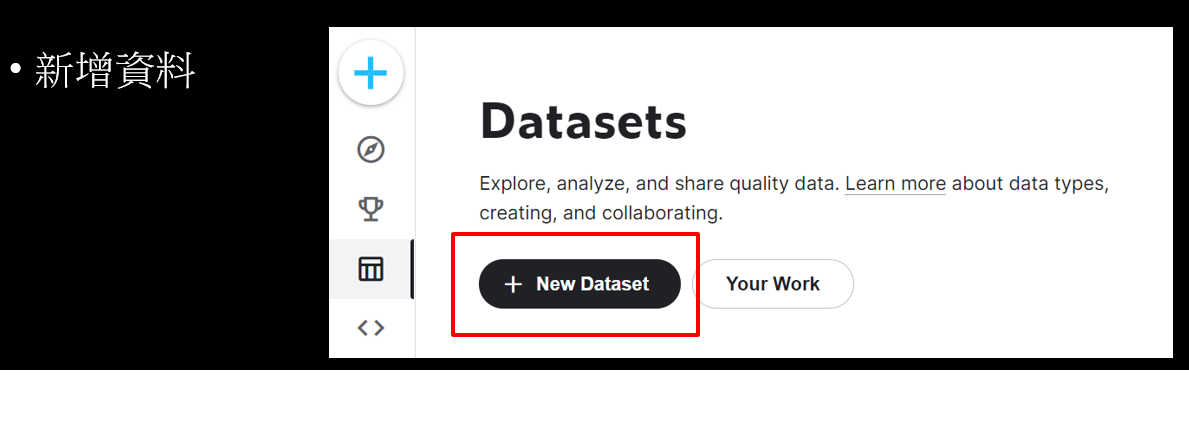 • 新增資料
Datasets
Explore, analyze, and share quality data. Learn more about data types,
creating, and collaborating.
+ New Dataset
Your Work